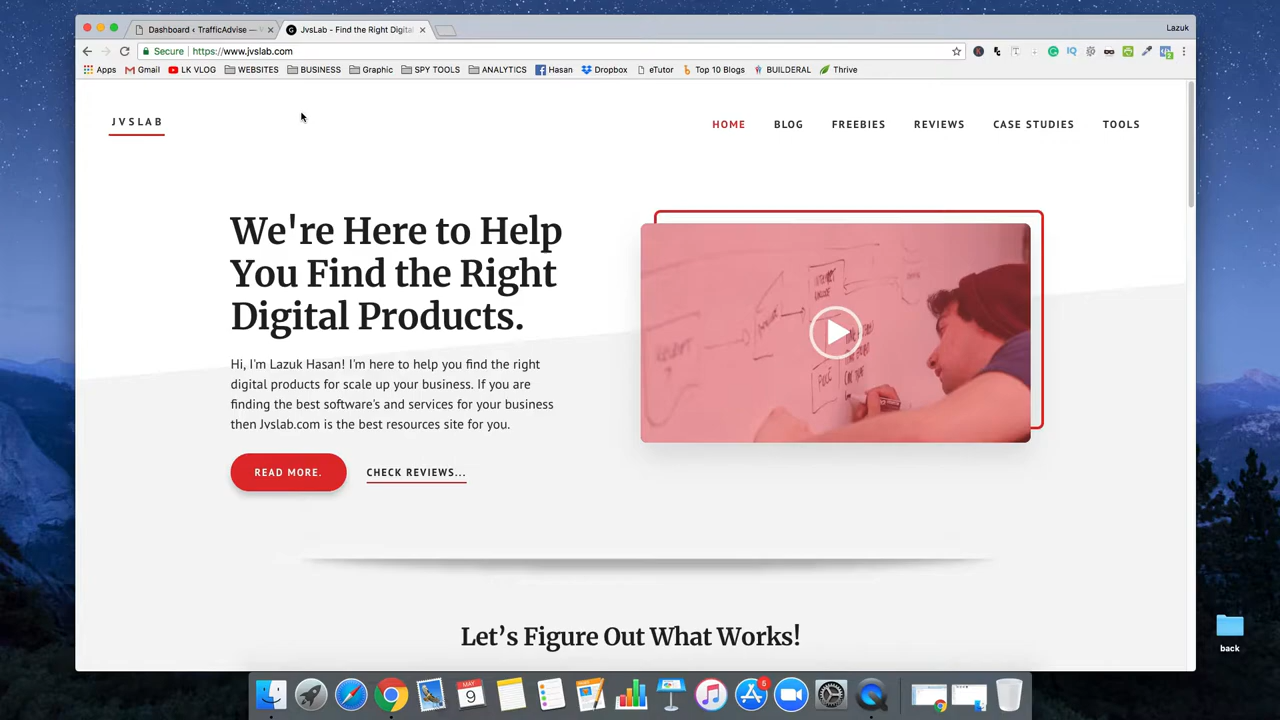 Dashboard ‹ TrafficAdvise —
JvsLab - Find the Right Digital
Lazuk
Secure
https://www.jvslab.com
Apps
Gmail
LK VLOG
WEBSITES
BUSINESS
Graphic
SPY TOOLS
ANALYTICS
Hasan
Dropbox
eTutor
Top 10 Blogs
BUILDERAL
Thrive
JVSLAB
HOME
BLOG
FREEBIES
REVIEWS
CASE STUDIES
TOOLS
We're Here to Help
You Find the Right
Digital Products.
Hi, I'm Lazuk Hasan! I'm here to help you find the right
digital products for scale up your business. If you are
finding the best software's and services for your business
then Jvslab.com is the best resources site for you.
READ MORE.
CHECK REVIEWS...
Let's Figure Out What Works!
back
MAY
9
5